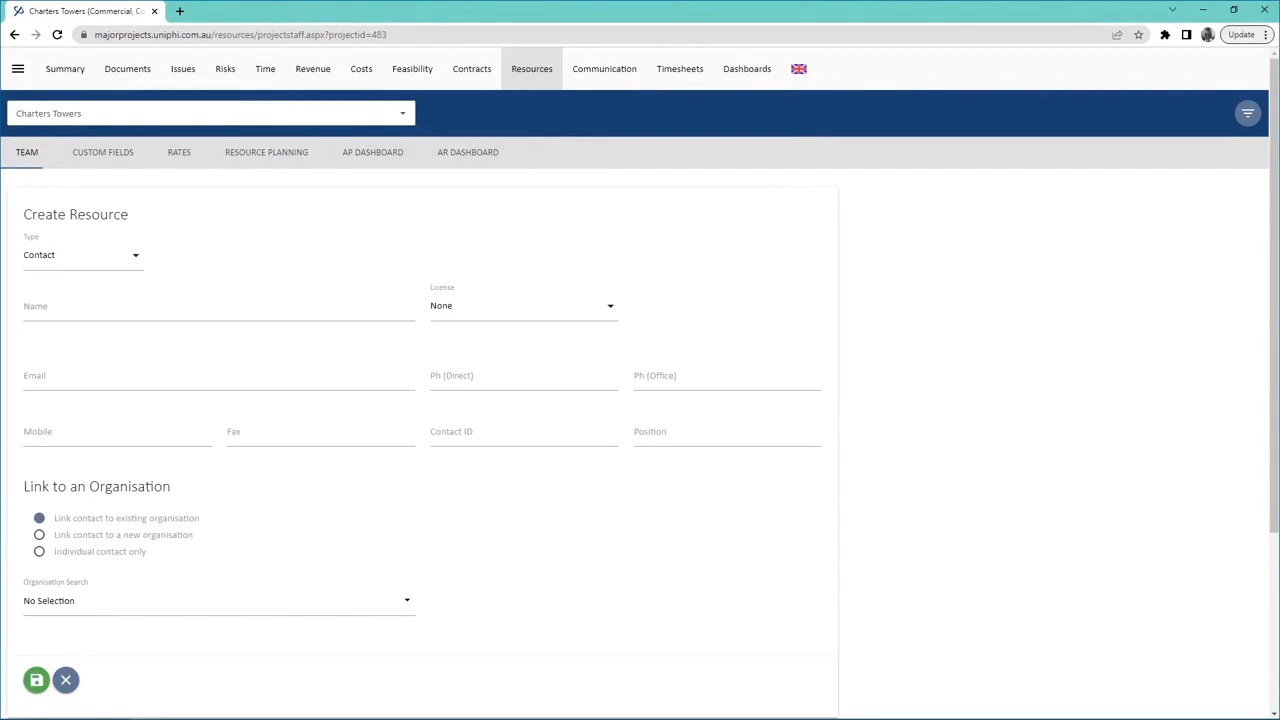 Charters Towers (Commercial, Co
majorprojects.uniphi.com.au/resources/projectstaff.aspx?projectid=483
Update
Summary Documents Issues Risks Time Revenue Costs Feasibility Contracts Resources Communication Timesheets Dashboards
Charters Towers
TEAM CUSTOM FIELDS RATES RESOURCE PLANNING AP DASHBOARD AR DASHBOARD
Create Resource
Type
Contact
License
Name None
Email Ph (Direct) Ph (Office)
Mobile Fax Contact ID Position
Link to an Organisation
Link contact to existing organisation
Link contact to a new organisation
Individual contact only
Organisation Search
No Selection